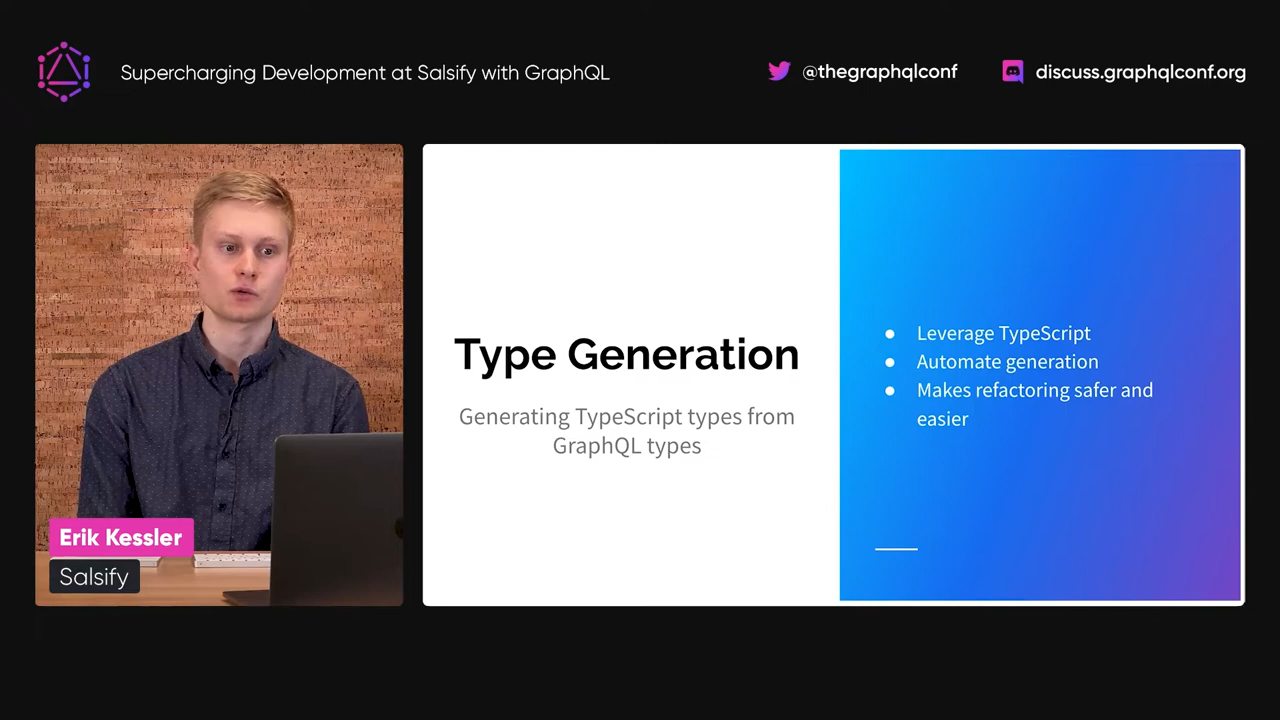 Supercharging Development at Salsify with GraphQL
@thegraphqlconf
discuss.graphqlconf.org
Erik Kessler
Salsify
Type Generation
Generating TypeScript types from
GraphQL types
● Leverage TypeScript
● Automate generation
● Makes refactoring safer and
easier